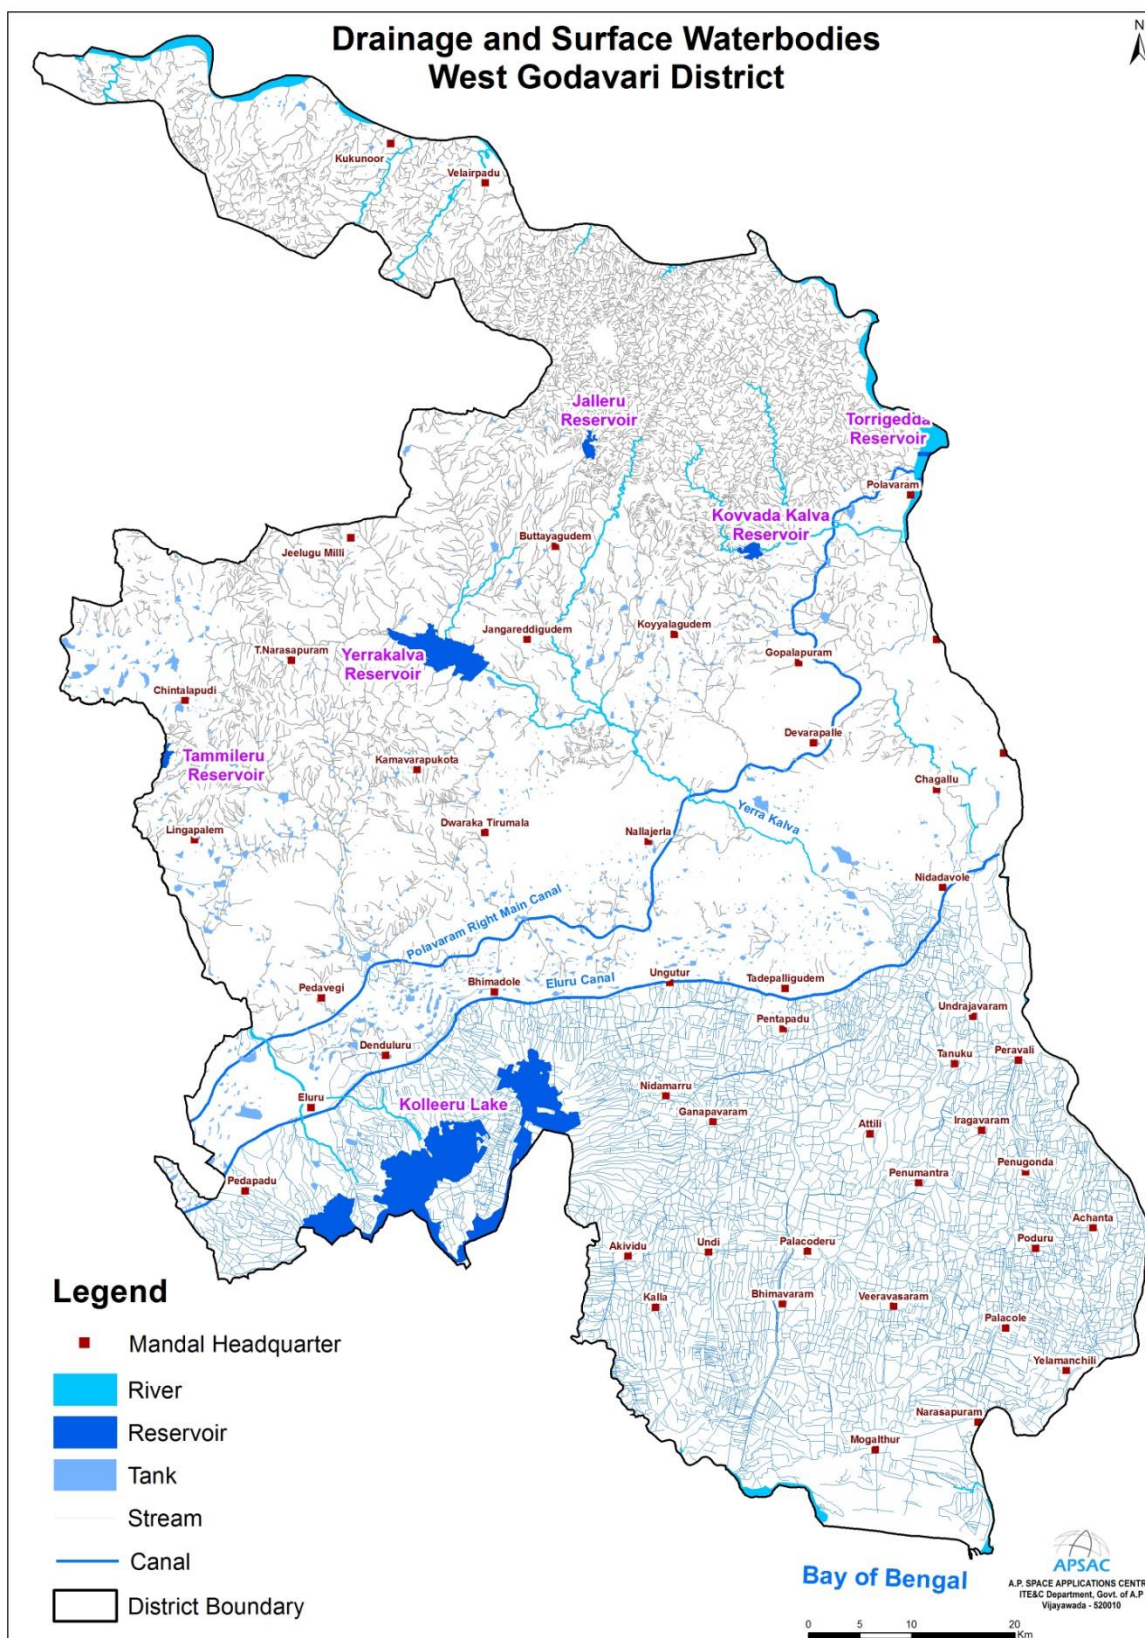 Drainage and Surface Waterbodies
West Godavari District
N
Kukunoor
Velairpadu
Jalleru
Reservoir
Torrigedda
Reservoir
Polavaram
Kovvada Kalva
Reservoir
Buttayagudem
Jeelugu Milli
Jangareddigudem
Koyyalagudem
T.Narasapuram
Yerrakalva
Reservoir
Gopalapuram
Chintalapudi
Devarapalle
Tammileru
Reservoir
Kamavarapukota
Chagallu
Yerra Kalva
Lingapalem
Dwaraka Tirumala
Nallajerla
Nidadavole
Polavaram Right Main Canal
Eluru Canal
Ungutur
Tadepalligudem
Pedavegi
Bhimadole
Undrajavaram
Pentapadu
Denduluru
Tanuku
Peravali
Eluru
Kolleeru Lake
Nidamarru
Ganapavaram
Attili
Iragavaram
Pedapadu
Penumantra
Penugonda
Achanta
Akividu
Undi
Palacoderu
Poduru
Kalla
Bhimavaram
Veeravasaram
Palacole
Yelamanchili
Narasapuram
Mogalthur
Legend
Mandal Headquarter
River
Reservoir
Tank
Stream
Canal
District Boundary
Bay of Bengal
APSAC
A.P. SPACE APPLICATIONS CENTR
ITE&C Department, Govt. of A.P
Vijayawada - 520010
0 5 10 20
Km